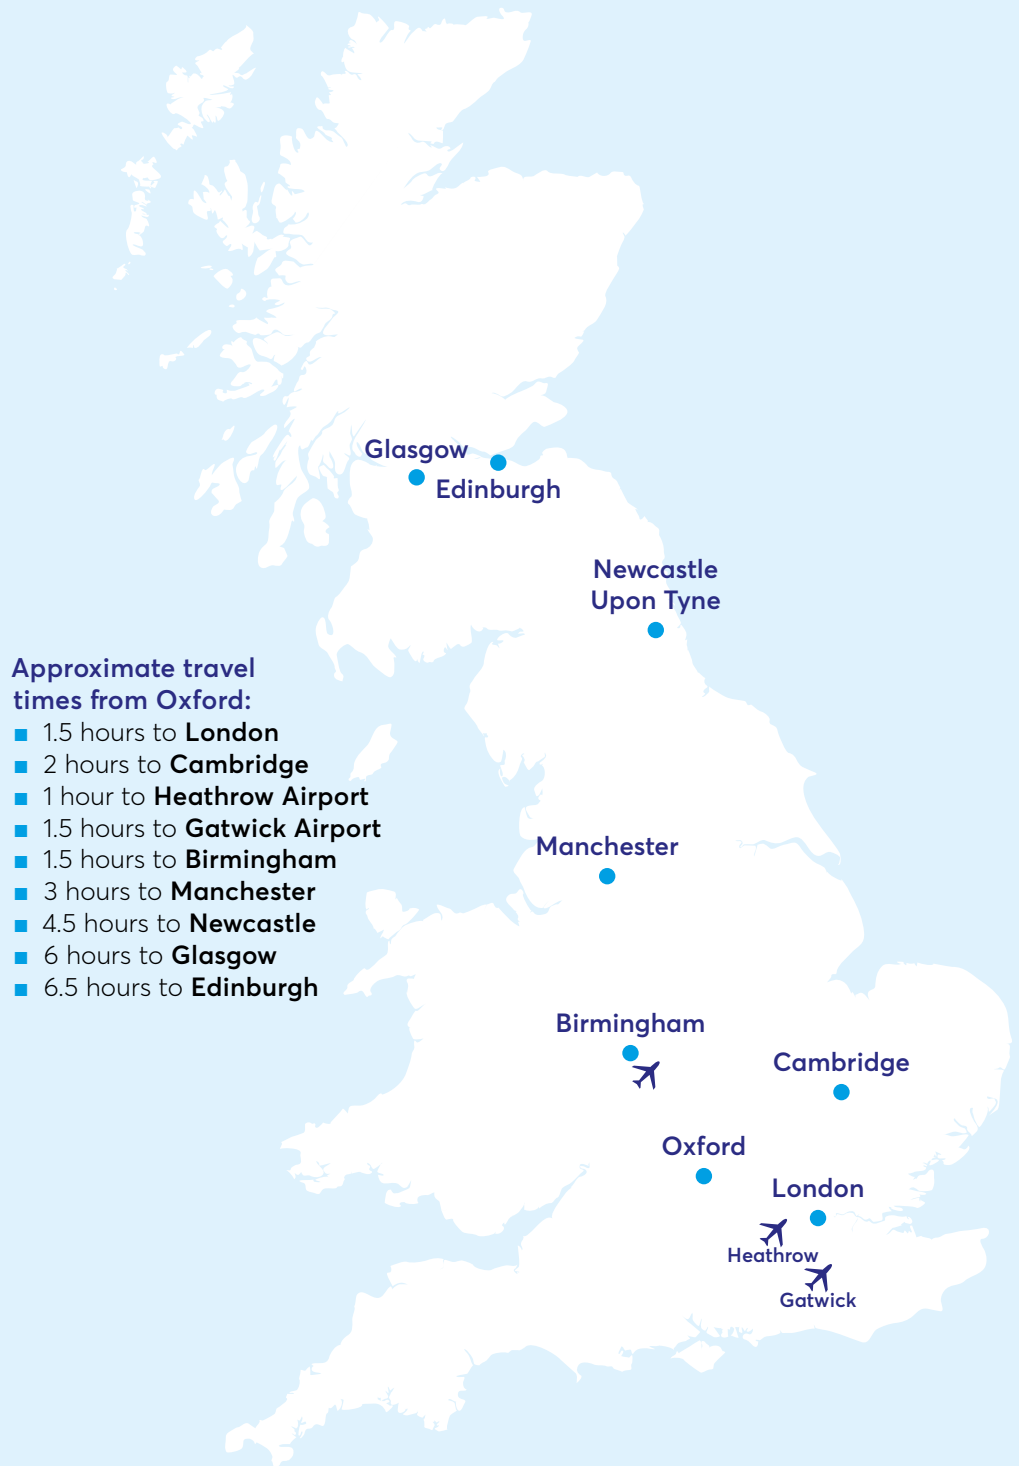 Glasgow
Edinburgh
Newcastle
Upon Tyne
Approximate travel
times from Oxford:
■ 1.5 hours to London
■ 2 hours to Cambridge
■ 1 hour to Heathrow Airport
■ 1.5 hours to Gatwick Airport
■ 1.5 hours to Birmingham
■ 3 hours to Manchester
■ 4.5 hours to Newcastle
■ 6 hours to Glasgow
■ 6.5 hours to Edinburgh
Manchester
Birmingham
Cambridge
Oxford
London
Heathrow
Gatwick